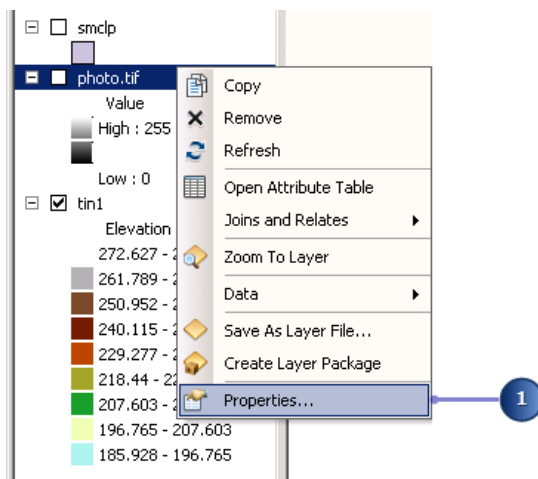 smclp
photo.tif
Value
High : 255
Low : 0
tin1
Elevation
272.627 - 2
261.789 - 2
250.952 - 2
240.115 - 2
229.277 - 2
218.44 - 22
207.603 - 2
196.765 - 207.603
185.928 - 196.765
Copy
Remove
Refresh
Open Attribute Table
Joins and Relates
Zoom To Layer
Data
Save As Layer File...
Create Layer Package
Properties...
1